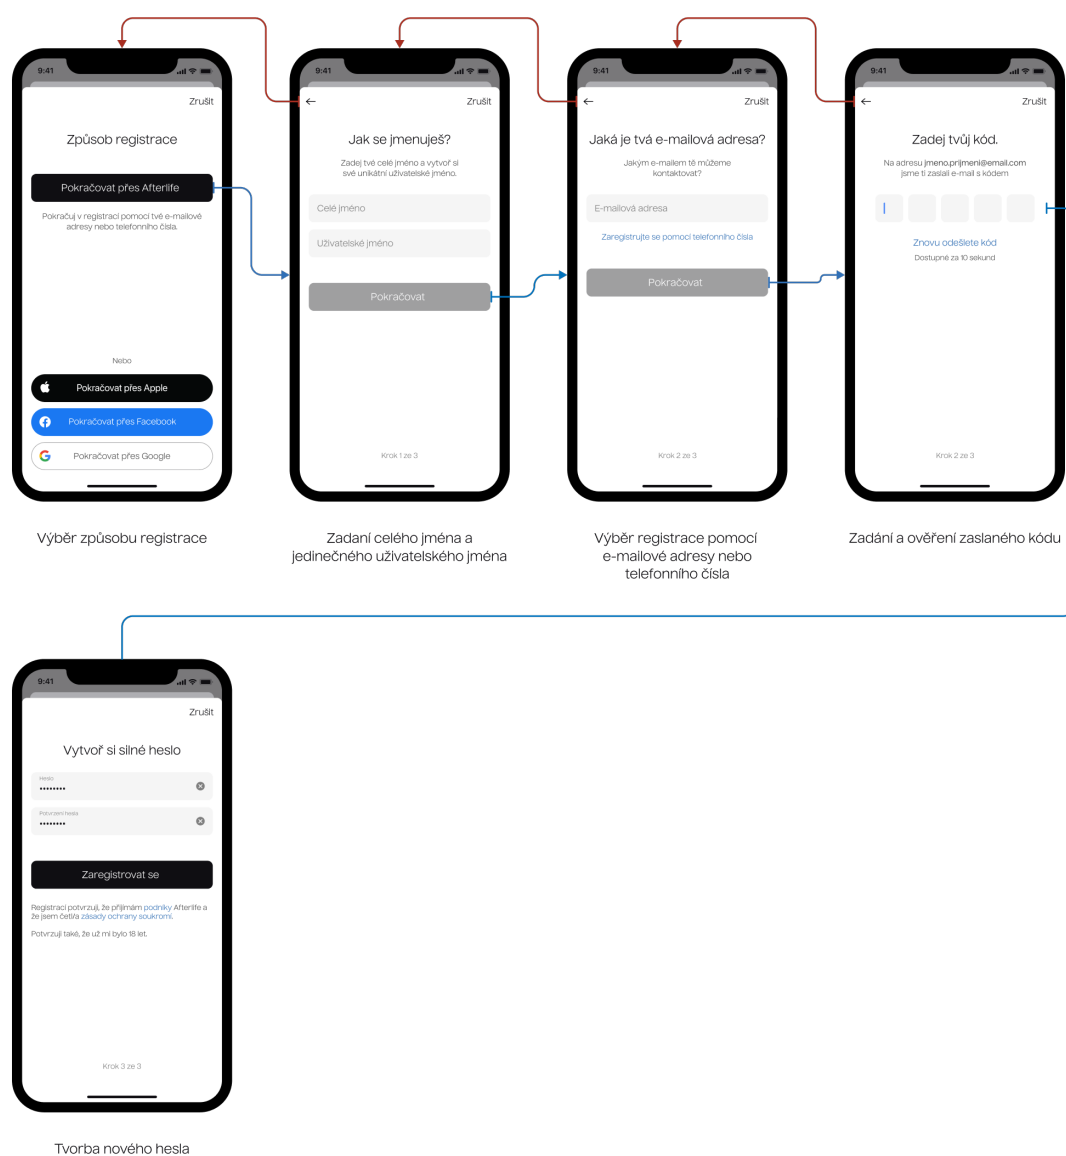 9:41
Zrušit
Způsob registrace
Pokračovat přes Afterlife
Pokračuj v registraci pomocí tvé e-mailové
adresy nebo telefonního čísla.
Nebo
Pokračovat přes Apple
Pokračovat přes Facebook
Pokračovat přes Google
Výběr způsobu registrace
9:41
Zrušit
Jak se jmenuješ?
Zadej tvé celé jméno a vytvoř si
své unikátní uživatelské jméno.
Celé jméno
Uživatelské jméno
Pokračovat
Krok 1 ze 3
Zadaní celého jména a
jedinečného uživatelského jména
9:41
Zrušit
Jaká je tvá e-mailová adresa?
Jakým e-mailem tě můžeme
kontaktovat?
E-mailová adresa
Zaregistrujte se pomocí telefonního čísla
Pokračovat
Krok 2 ze 3
Výběr registrace pomocí
e-mailové adresy nebo
telefonního čísla
9:41
Zrušit
Zadej tvůj kód.
Na adresu jmeno.prijmeni@email.com
jsme ti zaslali e-mail s kódem
Znovu odešlete kód
Dostupné za 10 sekund
Krok 2 ze 3
Zadání a ověření zaslaného kódu
9:41
Zrušit
Vytvoř si silné heslo
Heslo
••••••••
Potvrzení hesla
••••••••
Zaregistrovat se
Registrací potvrzuji, že přijímám podniky Afterlife a
že jsem četl/a zásady ochrany soukromí.
Potvrzuji také, že už mi bylo 18 let.
Krok 3 ze 3
Tvorba nového hesla